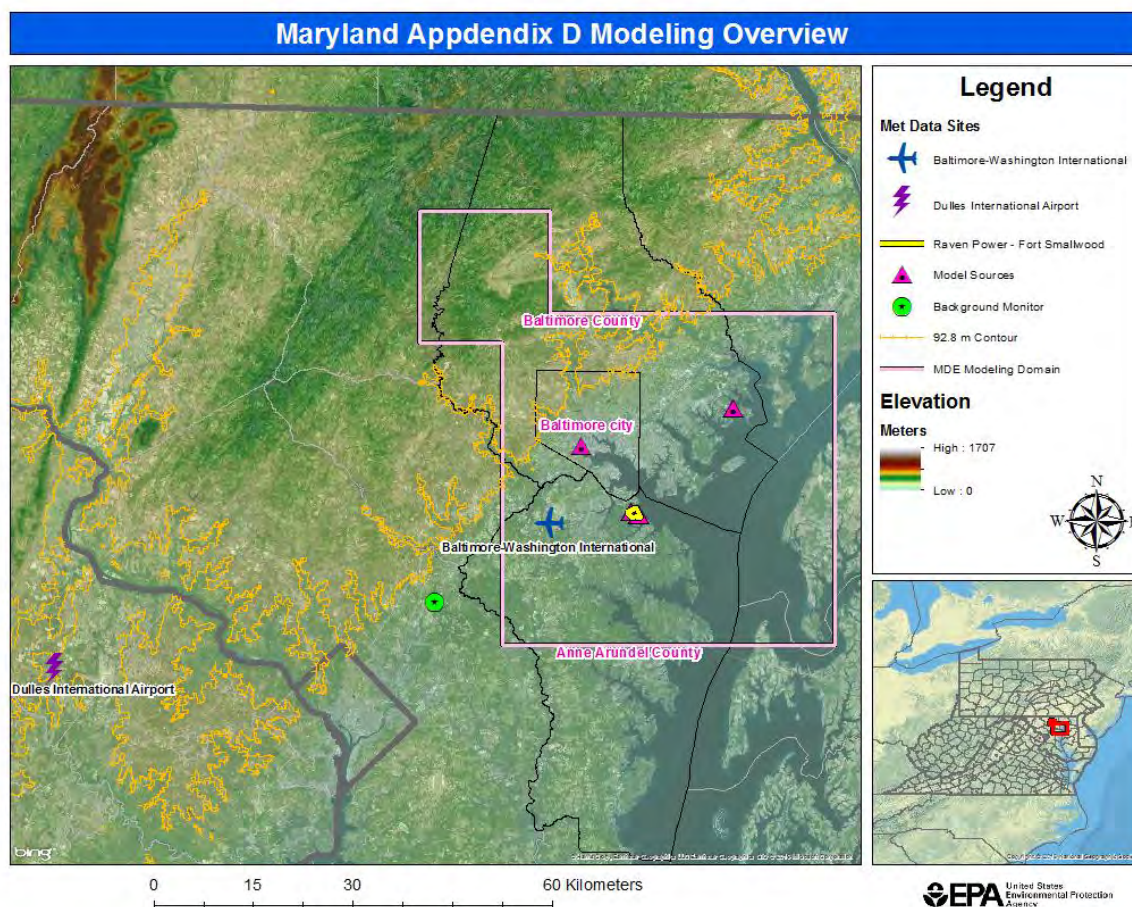 Maryland Appdendix D Modeling Overview
Baltimore County
Baltimore city
Baltimore-Washington International
Anne Arundel County
Dulles International Airport
bing
Legend
Met Data Sites
Baltimore-Washington International
Dulles International Airport
Raven Power - Fort Smallwood
Model Sources
Background Monitor
92.8 m Contour
MDE Modeling Domain
Elevation
Meters
High : 1707
Low : 0
N
W
E
S
0 15 30 60 Kilometers
EPA
United States
Environmental Protection
Agency